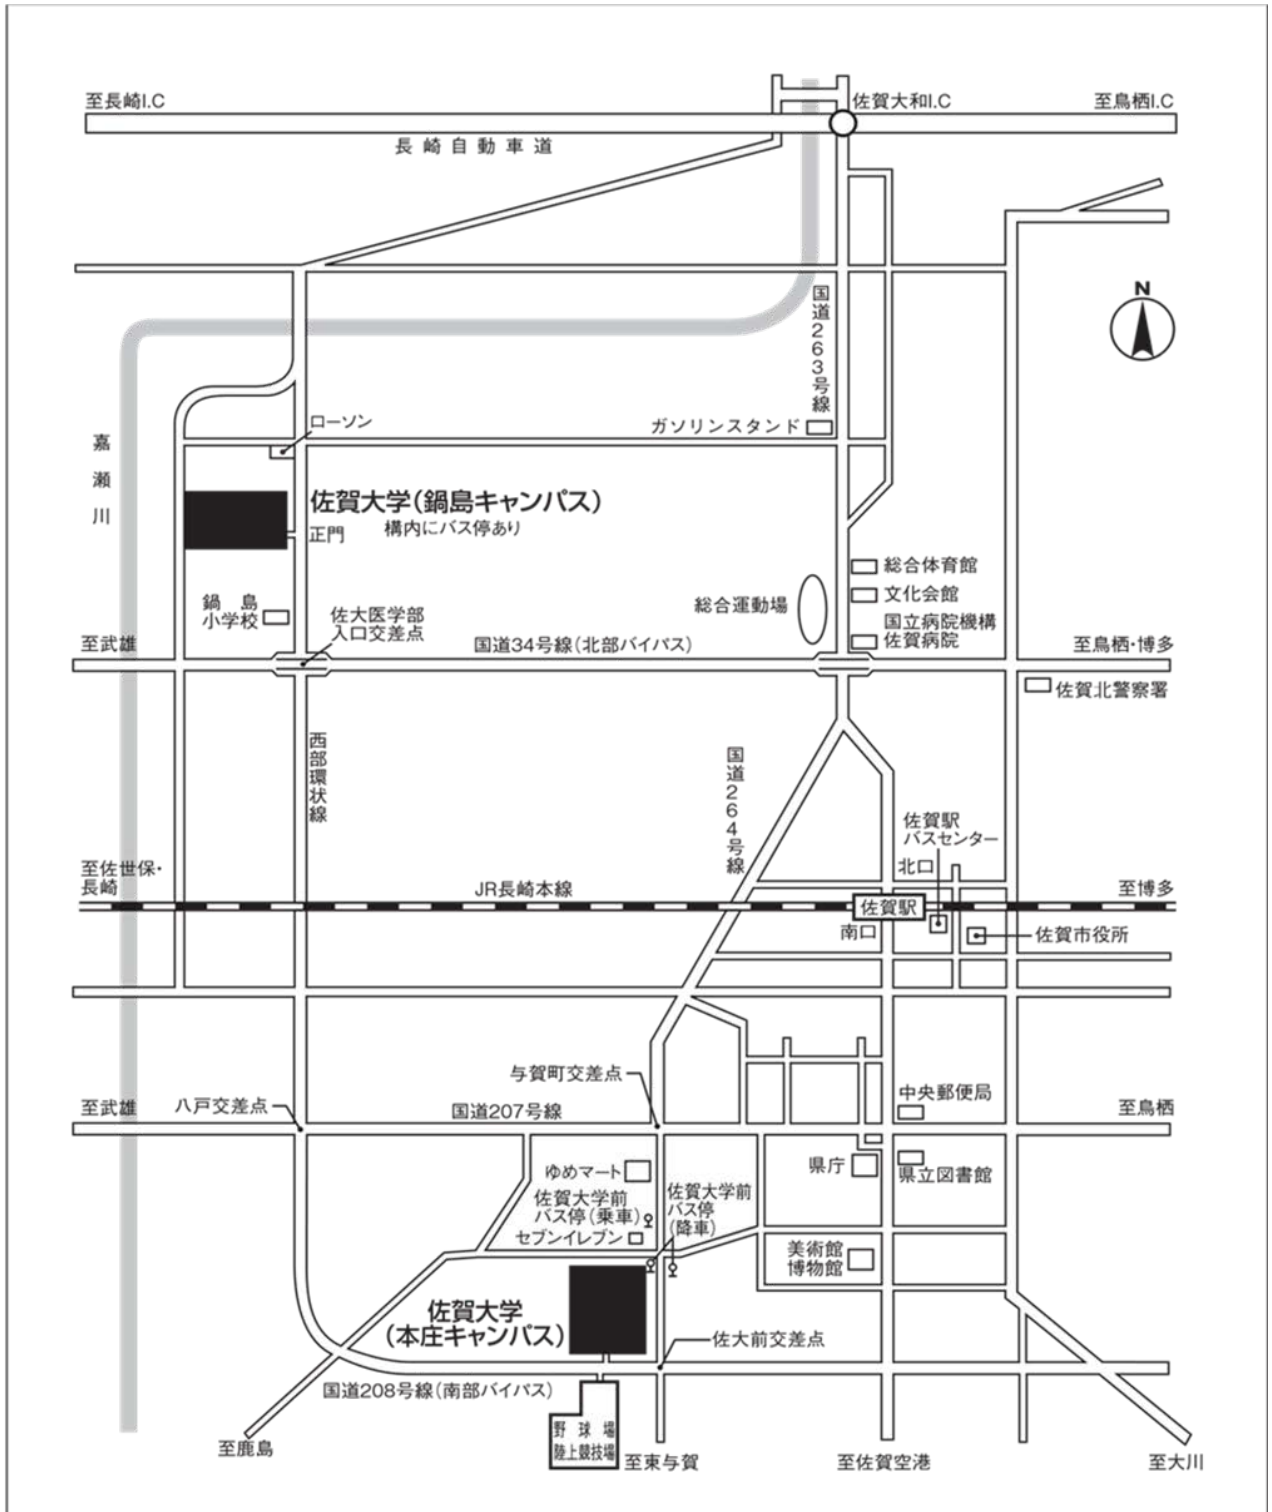 至長崎I.C
佐賀大和I.C
至鳥栖I.C
長崎自動車道
N
国道263号線
ローソン
ガソリンスタンド
嘉瀬川
佐賀大学(鍋島キャンパス)
正門
構内にバス停あり
総合体育館
文化会館
国立病院機構
佐賀病院
総合運動場
鍋島
小学校
佐大医学部
入口交差点
至武雄
国道34号線(北部バイパス)
至鳥栖・博多
佐賀北警察署
西部環状線
国道264号線
佐賀駅
バスセンター
北口
至佐世保・
長崎
JR長崎本線
佐賀駅
至博多
南口
佐賀市役所
与賀町交差点
至武雄
八戸交差点
国道207号線
中央郵便局
至鳥栖
県庁
県立図書館
ゆめマート
佐賀大学前
バス停(乗車)
セブンイレブン
佐賀大学前
バス停
(降車)
美術館
博物館
佐賀大学
(本庄キャンパス)
佐大前交差点
国道208号線(南部バイパス)
野球場
陸上競技場
至鹿島
至東与賀
至佐賀空港
至大川